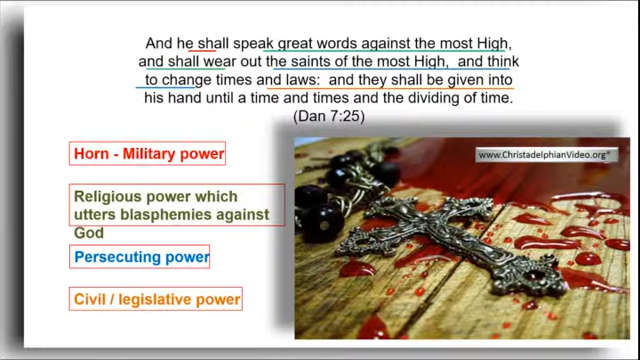 And he shall speak great words against the most High,
and shall wear out the saints of the most High, and think
to change times and laws: and they shall be given into
his hand until a time and times and the dividing of time.
(Dan 7:25)
Horn - Military power
www.ChristadelphianVideo.org®
Religious power which
utters blasphemies against
God
Persecuting power
Civil / legislative power